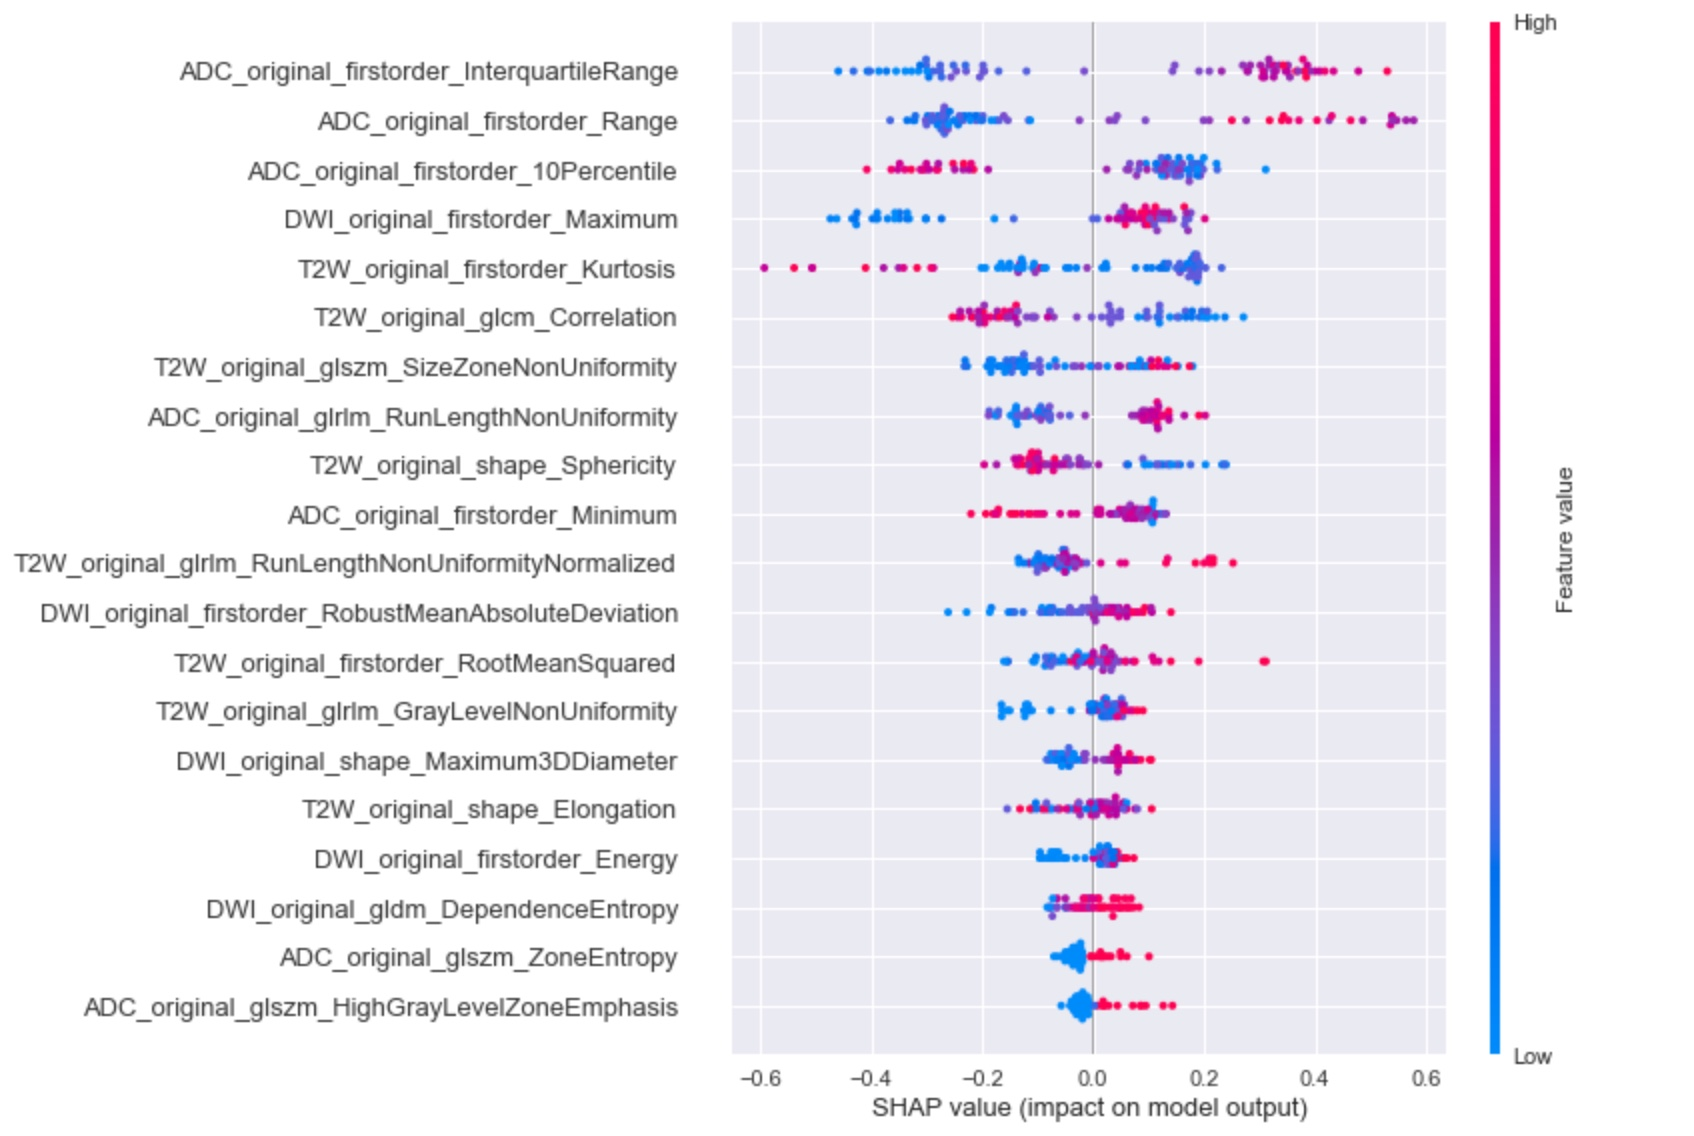 High
ADC_original_firstorder_InterquartileRange
ADC_original_firstorder_Range
ADC_original_firstorder_10Percentile
DWI_original_firstorder_Maximum
T2W_original_firstorder_Kurtosis
T2W_original_glcm_Correlation
T2W_original_glszm_SizeZoneNonUniformity
ADC_original_glrlm_RunLengthNonUniformity
T2W_original_shape_Sphericity
ADC_original_firstorder_Minimum
T2W_original_glrlm_RunLengthNonUniformityNormalized
DWI_original_firstorder_RobustMeanAbsoluteDeviation
T2W_original_firstorder_RootMeanSquared
T2W_original_glrlm_GrayLevelNonUniformity
DWI_original_shape_Maximum3DDiameter
T2W_original_shape_Elongation
DWI_original_firstorder_Energy
DWI_original_gldm_DependenceEntropy
ADC_original_glszm_ZoneEntropy
ADC_original_glszm_HighGrayLevelZoneEmphasis
Feature value
Low
−0.6 −0.4 −0.2 0.0 0.2 0.4 0.6
SHAP value (impact on model output)